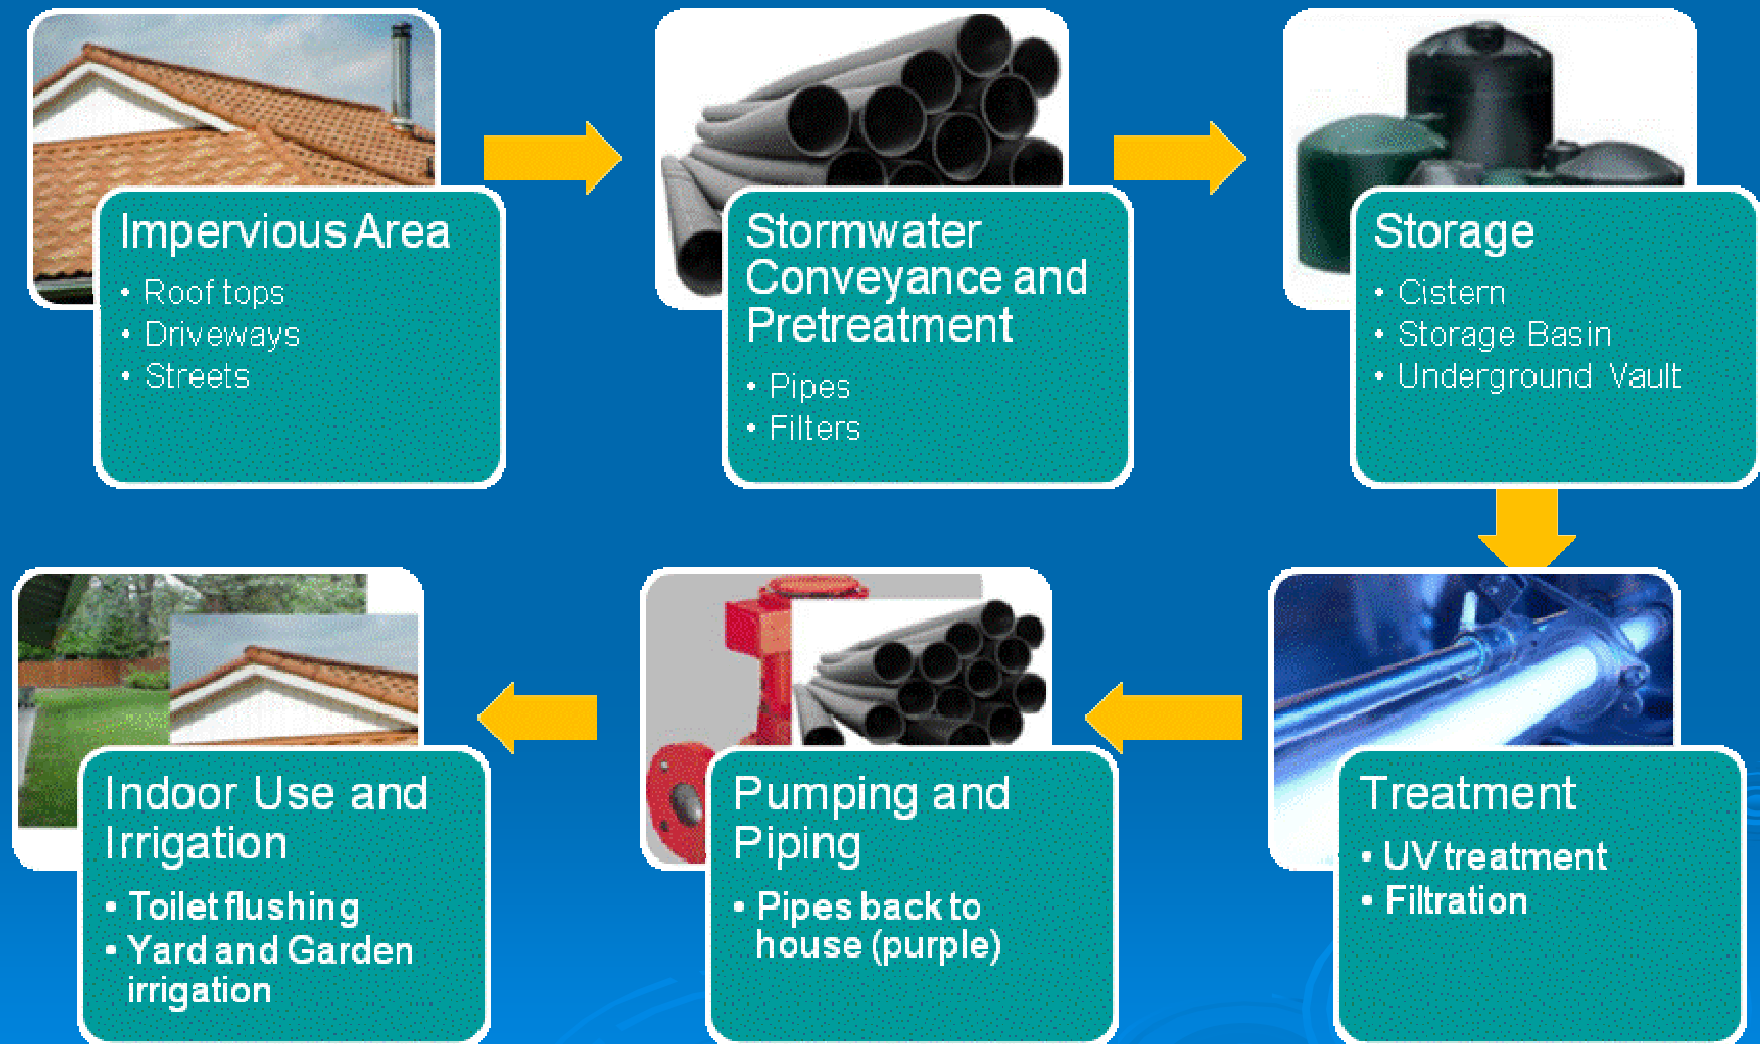 Impervious Area
• Roof tops
• Driveways
• Streets
Stormwater
Conveyance and
Pretreatment
• Pipes
• Filters
Storage
• Cistern
• Storage Basin
• Underground Vault
Treatment
• UV treatment
• Filtration
Pumping and
Piping
• Pipes back to
house (purple)
Indoor Use and
Irrigation
• Toilet flushing
• Yard and Garden
irrigation